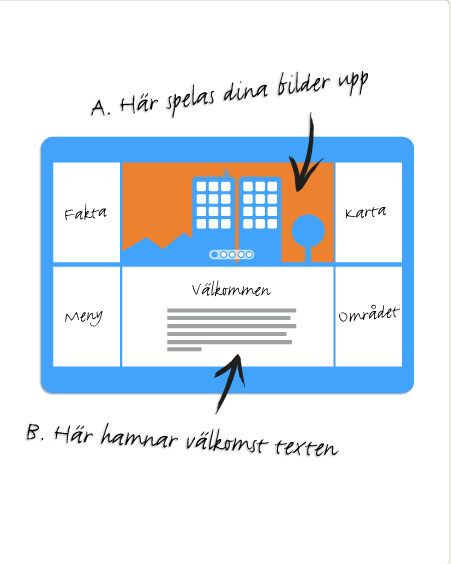 A. Här spelas dina bilder upp
Fakta
Karta
Välkommen
Meny
Området
B. Här hamnar välkomst texten